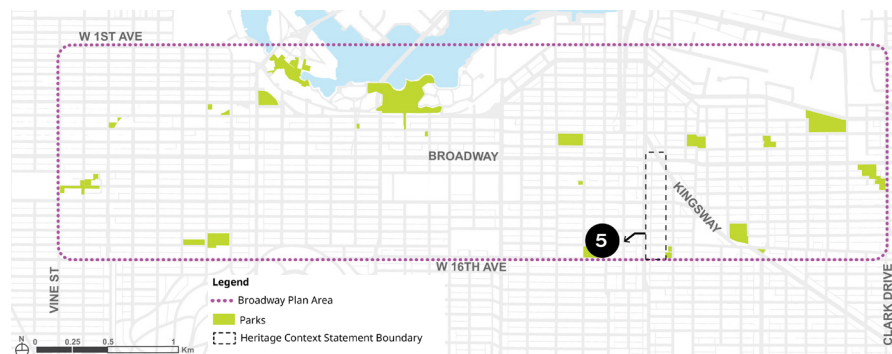 W 1ST AVE
BROADWAY
KINGSWAY
5
W 16TH AVE
VINE ST
CLARK DRIVE
Legend
Broadway Plan Area
Parks
Heritage Context Statement Boundary
N
0 0.25 0.5 1
Km